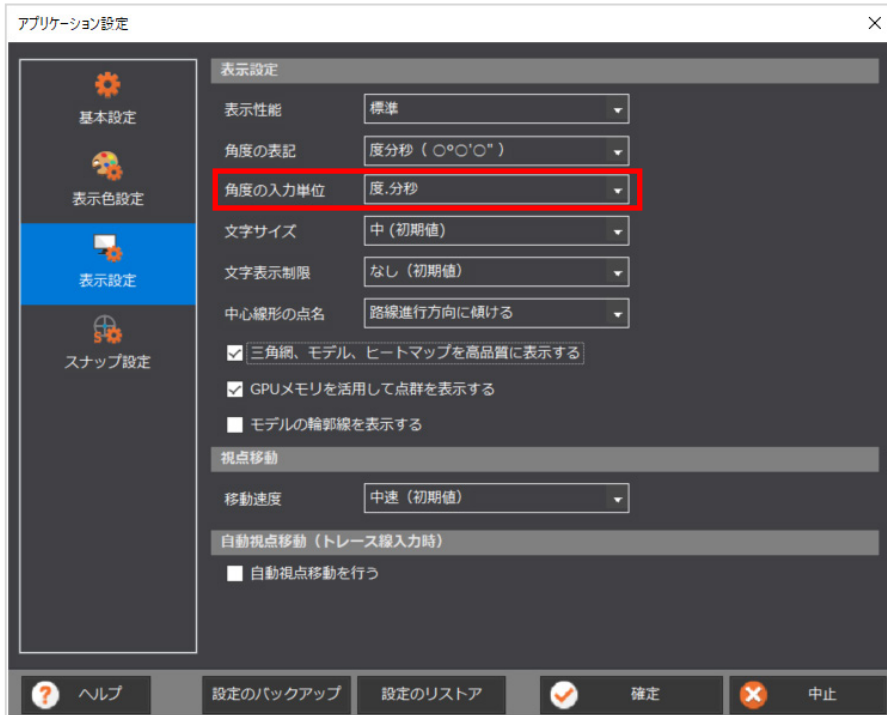 アプリケーション設定
基本設定
表示色設定
表示設定
スナップ設定
表示設定
表示性能 標準
角度の表記 度分秒（ ○°○'○" ）
角度の入力単位 度.分秒
文字サイズ 中 (初期値)
文字表示制限 なし（初期値）
中心線形の点名 路線進行方向に傾ける
三角網、モデル、ヒートマップを高品質に表示する
GPUメモリを活用して点群を表示する
モデルの輪郭線を表示する
視点移動
移動速度 中速（初期値）
自動視点移動（トレース線入力時）
自動視点移動を行う
ヘルプ 設定のバックアップ 設定のリストア 確定 中止